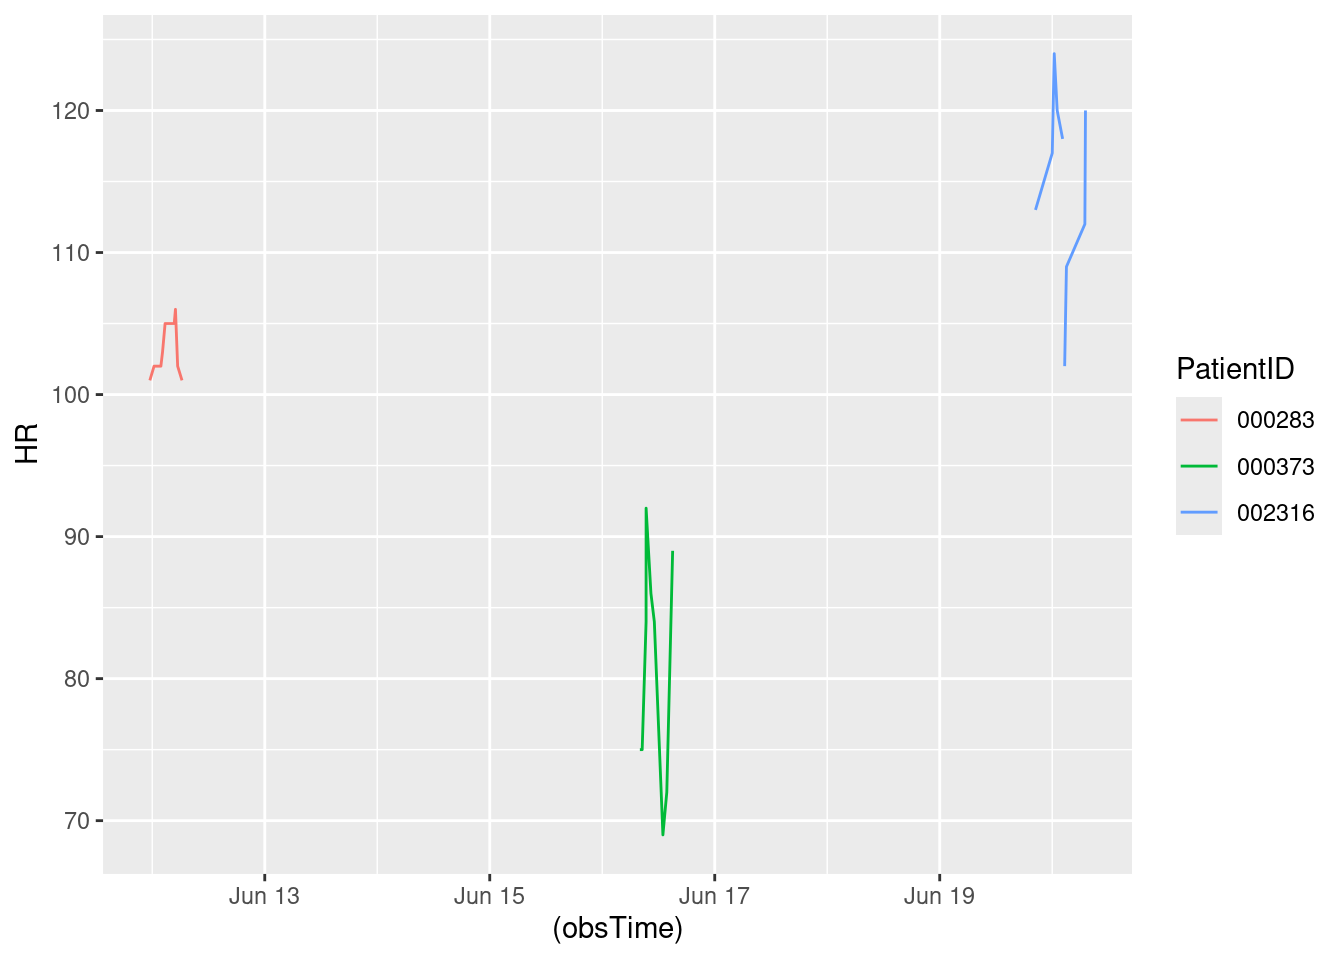 120
110
100
90
80
70
HR
Jun 13
Jun 15
Jun 17
Jun 19
(obsTime)
PatientID
000283
000373
002316